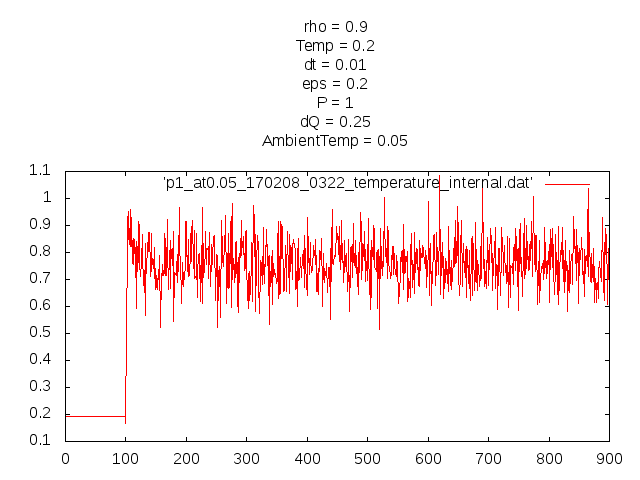 rho = 0.9
Temp = 0.2
dt = 0.01
eps = 0.2
P = 1
dQ = 0.25
AmbientTemp = 0.05
1.1
'p1_at0.05_170208_0322_temperature_internal.dat'
1
0.9
0.8
0.7
0.6
0.5
0.4
0.3
0.2
0.1
0 100 200 300 400 500 600 700 800 900